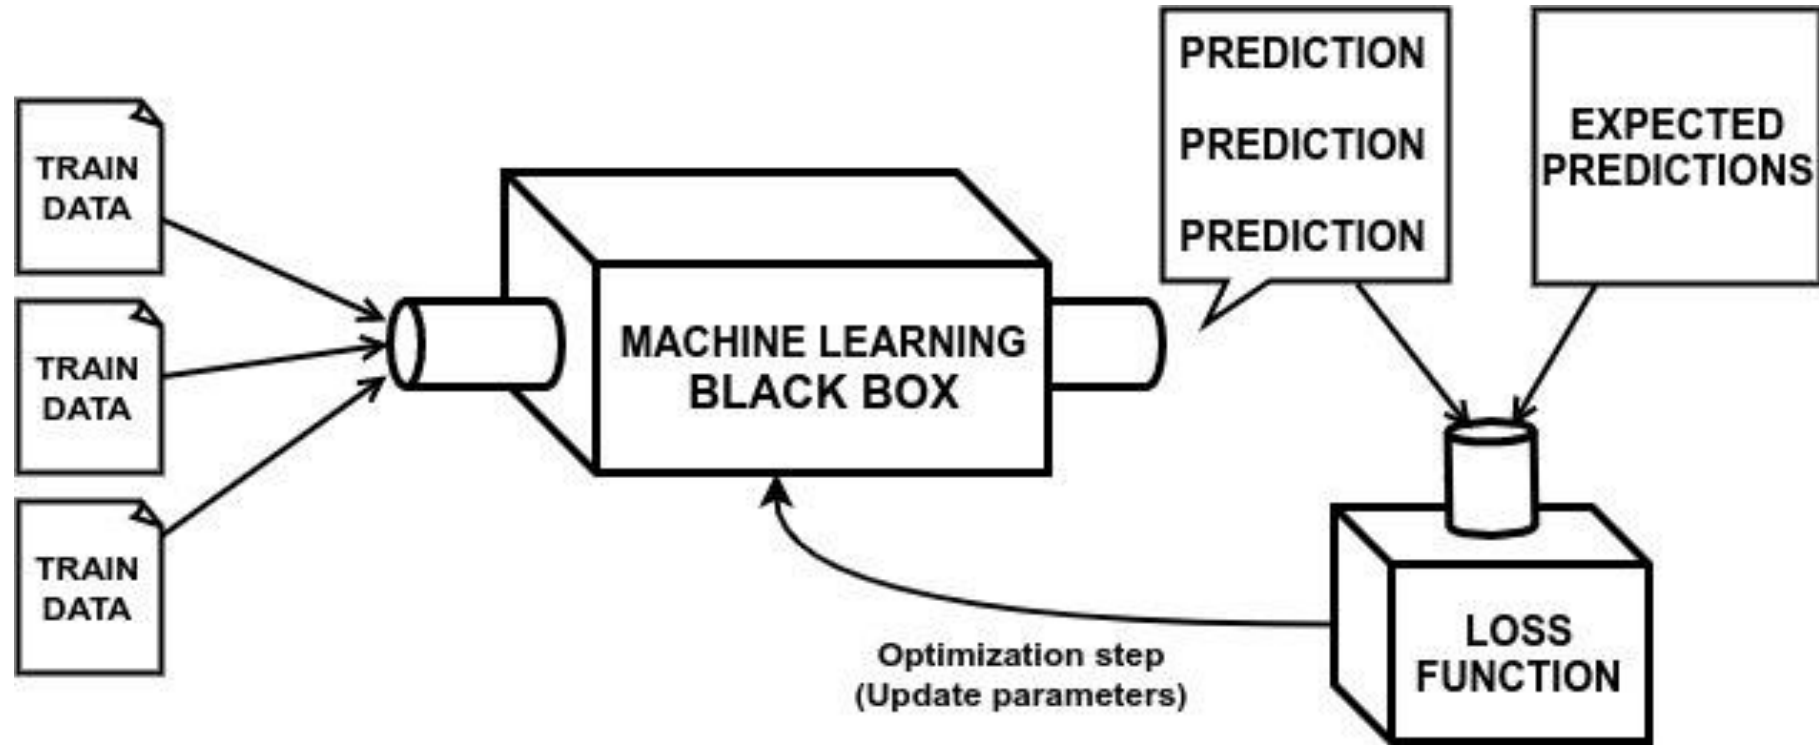 TRAIN
DATA
TRAIN
DATA
TRAIN
DATA
MACHINE LEARNING
BLACK BOX
PREDICTION
PREDICTION
PREDICTION
EXPECTED
PREDICTIONS
LOSS
FUNCTION
Optimization step
(Update parameters)